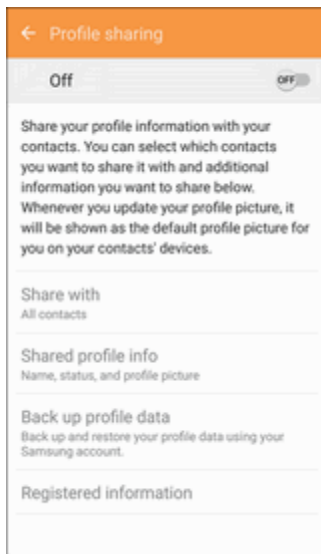 Profile sharing
Off
OFF
Share your profile information with your
contacts. You can select which contacts
you want to share it with and additional
information you want to share below.
Whenever you update your profile picture, it
will be shown as the default profile picture for
you on your contacts' devices.
Share with
All contacts
Shared profile info
Name, status, and profile picture
Back up profile data
Back up and restore your profile data using your
Samsung account.
Registered information